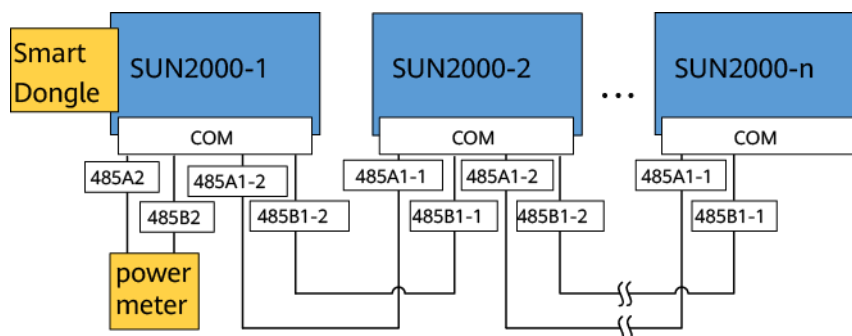 Smart
Dongle
SUN2000-1
SUN2000-2
...
SUN2000-n
COM
COM
COM
485A2
485A1-2
485A1-1
485A1-2
485A1-1
485B2
485B1-2
485B1-1
485B1-2
485B1-1
power
meter